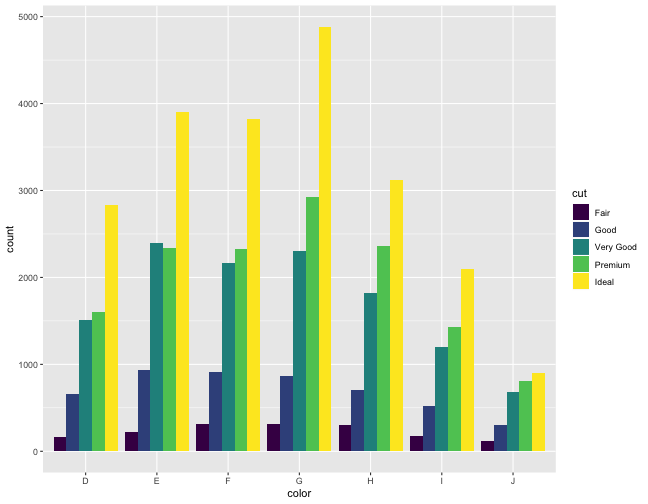 5000
4000
3000
2000
1000
0
count
D E F G H I J
color
cut
Fair
Good
Very Good
Premium
Ideal